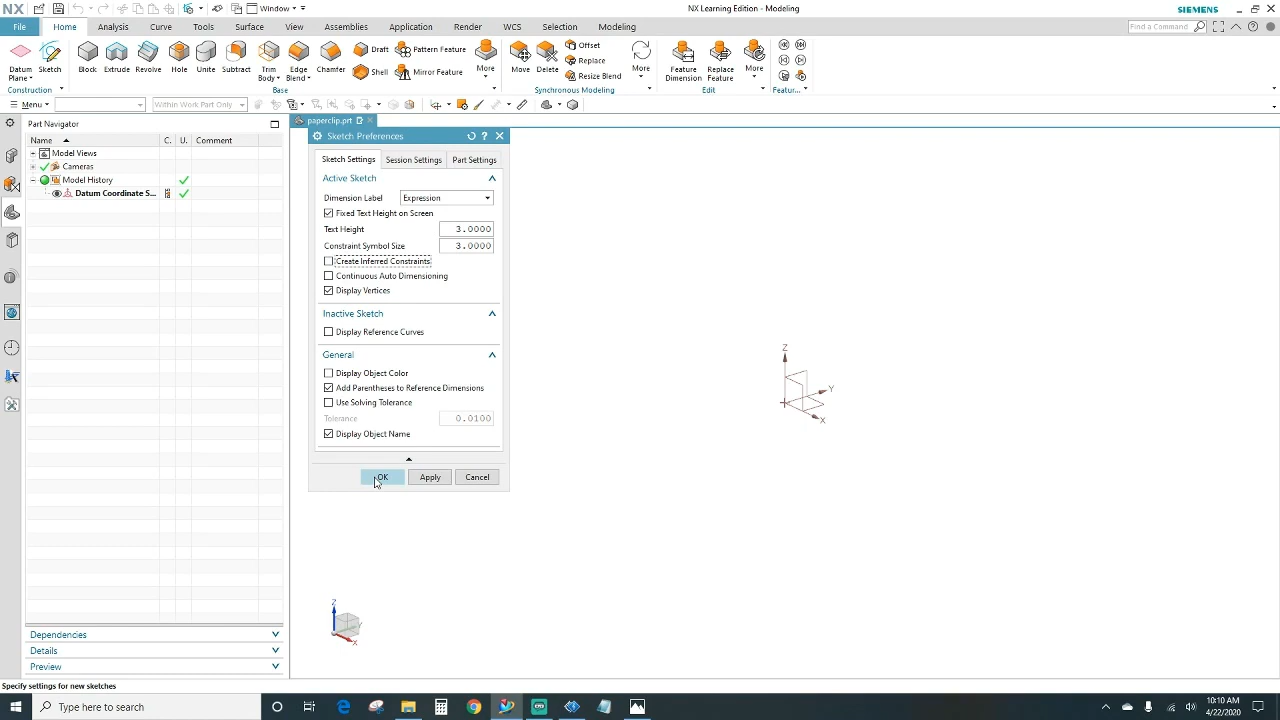 NX
Window
NX Learning Edition - Modeling
SIEMENS
File Home Analysis Curve Tools Surface View Assemblies Application Render WCS Selection Modeling
Find a Command
Datum Plane
Sketch
Block
Extrude
Revolve
Hole
Unite
Subtract
Trim Body
Edge Blend
Chamfer
Draft
Shell
Pattern Feature
Mirror Feature
More
Move
Delete
Offset
Replace
Resize Blend
More
Feature Dimension
Replace Feature
More
Construction
Base
Synchronous Modeling
Edit
Featur...
Menu
Within Work Part Only
Part Navigator
paperclip.prt
Name C. U. Comment
Model Views
Cameras
Model History
Datum Coordinate S...
Sketch Preferences
Sketch Settings Session Settings Part Settings
Active Sketch
Dimension Label Expression
Fixed Text Height on Screen
Text Height 3.0000
Constraint Symbol Size 3.0000
Create Inferred Constraints
Continuous Auto Dimensioning
Display Vertices
Inactive Sketch
Display Reference Curves
General
Display Object Color
Add Parentheses to Reference Dimensions
Use Solving Tolerance
Tolerance 0.0100
Display Object Name
OK Apply Cancel
Z
Y
X
Z
Y
X
Dependencies
Details
Preview
Specify settings for new sketches
Type here to search
10:10 AM
4/22/2020